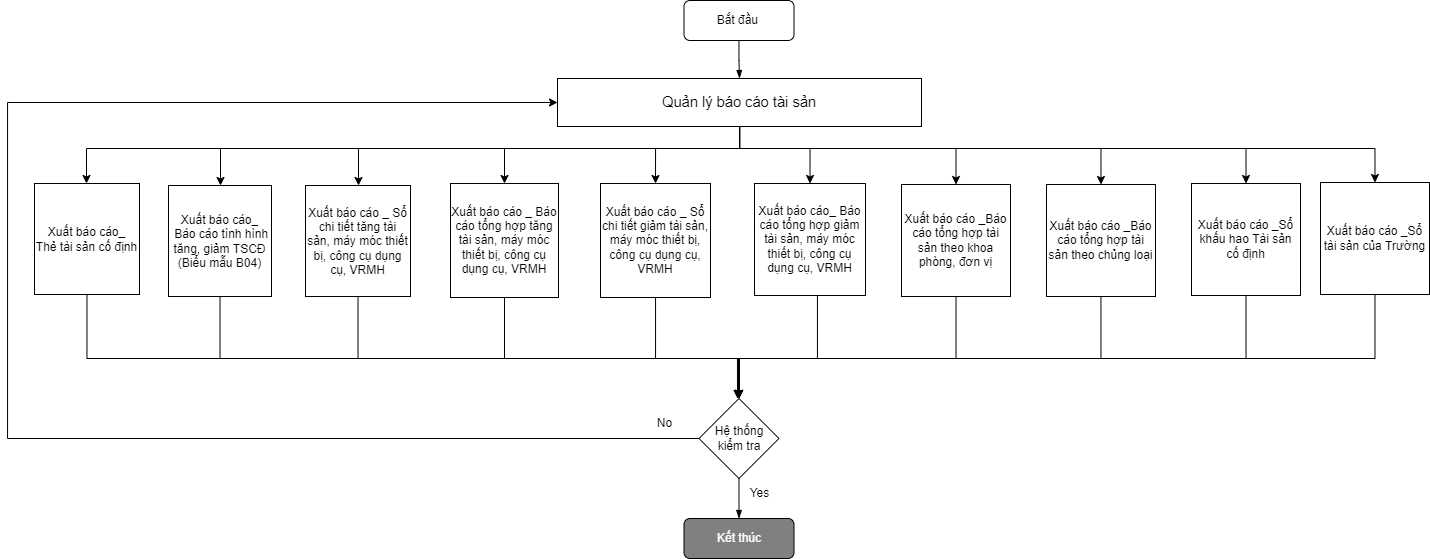 Bắt đầu
Quản lý báo cáo tài sản
Xuất báo cáo_
Thẻ tài sản cố định
Xuất báo cáo_
Báo cáo tình hình
tăng, giảm TSCĐ
(Biểu mẫu B04)
Xuất báo cáo _ Sổ
chi tiết tăng tài
sản, máy móc thiết
bị, công cụ dụng
cụ, VRMH
Xuất báo cáo _ Báo
cáo tổng hợp tăng
tài sản, máy móc
thiết bị, công cụ
dụng cụ, VRMH
Xuất báo cáo _ Sổ
chi tiết giảm tài sản,
máy móc thiết bị,
công cụ dụng cụ,
VRMH
Xuất báo cáo _ Báo
cáo tổng hợp giảm
tài sản, máy móc
thiết bị, công cụ
dụng cụ, VRMH
Xuất báo cáo _Báo
cáo tổng hợp tài
sản theo khoa
phòng, đơn vị
Xuất báo cáo _Báo
cáo tổng hợp tài
sản theo chủng loại
Xuất báo cáo _Sổ
khấu hao Tài sản
cố định
Xuất báo cáo _Sổ
tài sản của Trường
No
Hệ thống
kiểm tra
Yes
Kết thúc